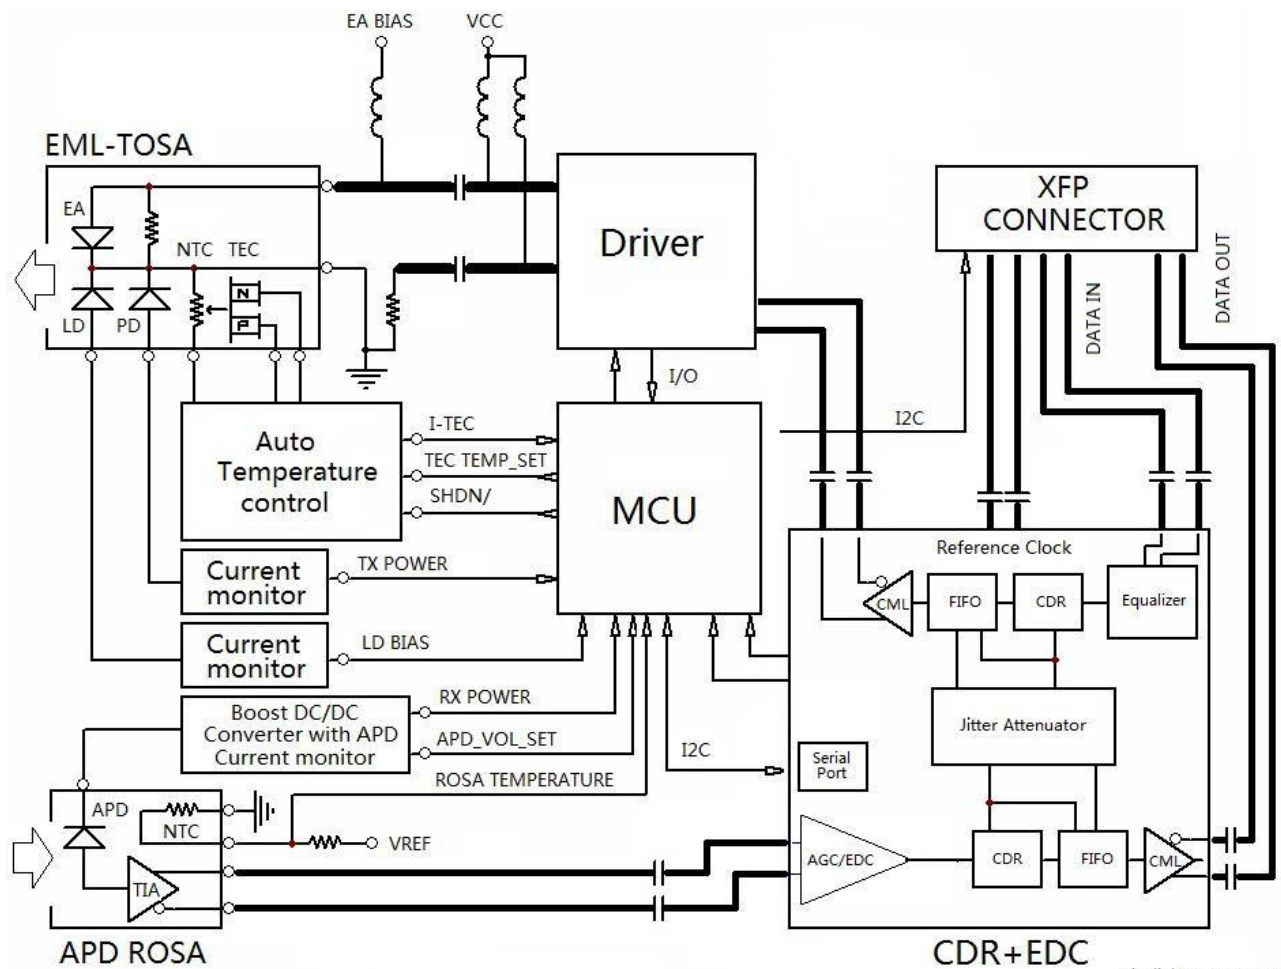 EA BIAS
VCC
EML-TOSA
EA
NTC TEC
LD
PD
N
P
Driver
XFP
CONNECTOR
DATA IN
DATA OUT
I/O
I2C
Auto
Temperature
control
I-TEC
TEC TEMP_SET
SHDN/
MCU
Current
monitor
TX POWER
Current
monitor
LD BIAS
Boost DC/DC
Converter with APD
Current monitor
RX POWER
APD_VOL_SET
ROSA TEMPERATURE
I2C
Reference Clock
CML
FIFO
CDR
Equalizer
Jitter Attenuator
Serial
Port
APD
NTC
VREF
TIA
AGC/EDC
CDR
FIFO
CML
APD ROSA
CDR+EDC